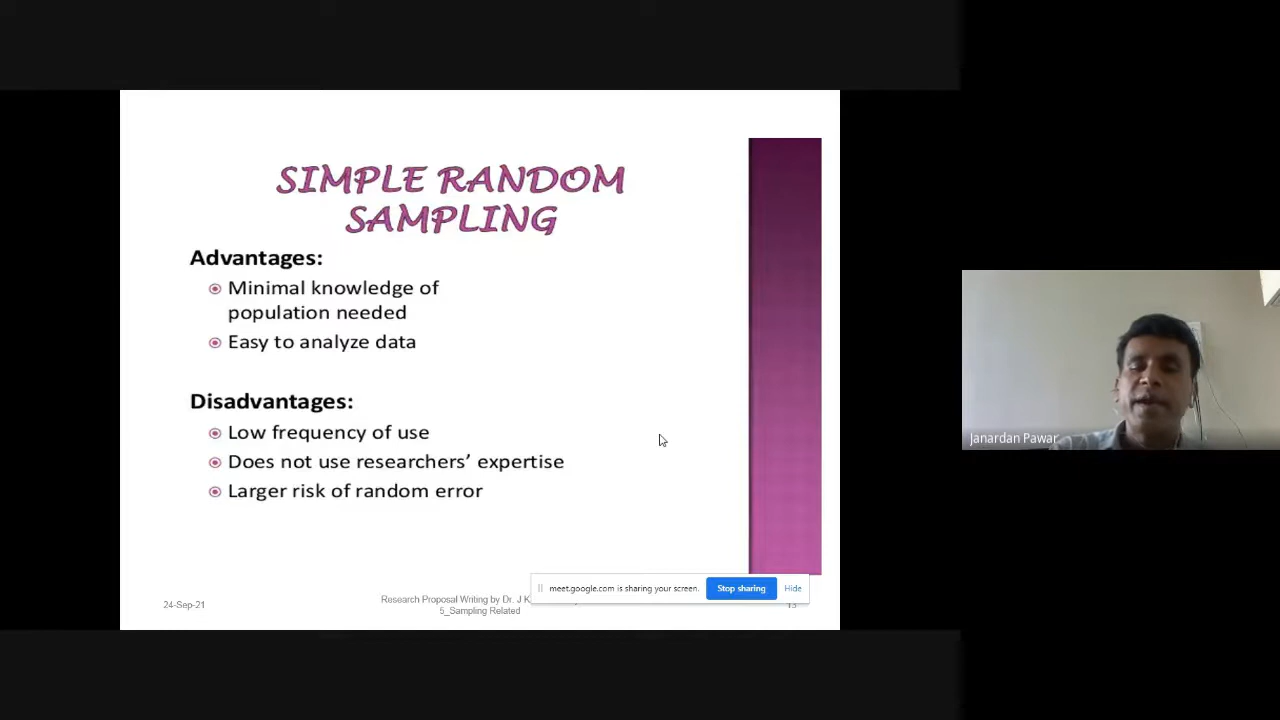 SIMPLE RANDOM
SAMPLING
Advantages:
Minimal knowledge of
population needed
Easy to analyze data
Disadvantages:
Low frequency of use
Does not use researchers’ expertise
Larger risk of random error
meet.google.com is sharing your screen.
Stop sharing
Hide
24-Sep-21
Research Proposal Writing by Dr. J K
5_Sampling Related
13
Janardan Pawar